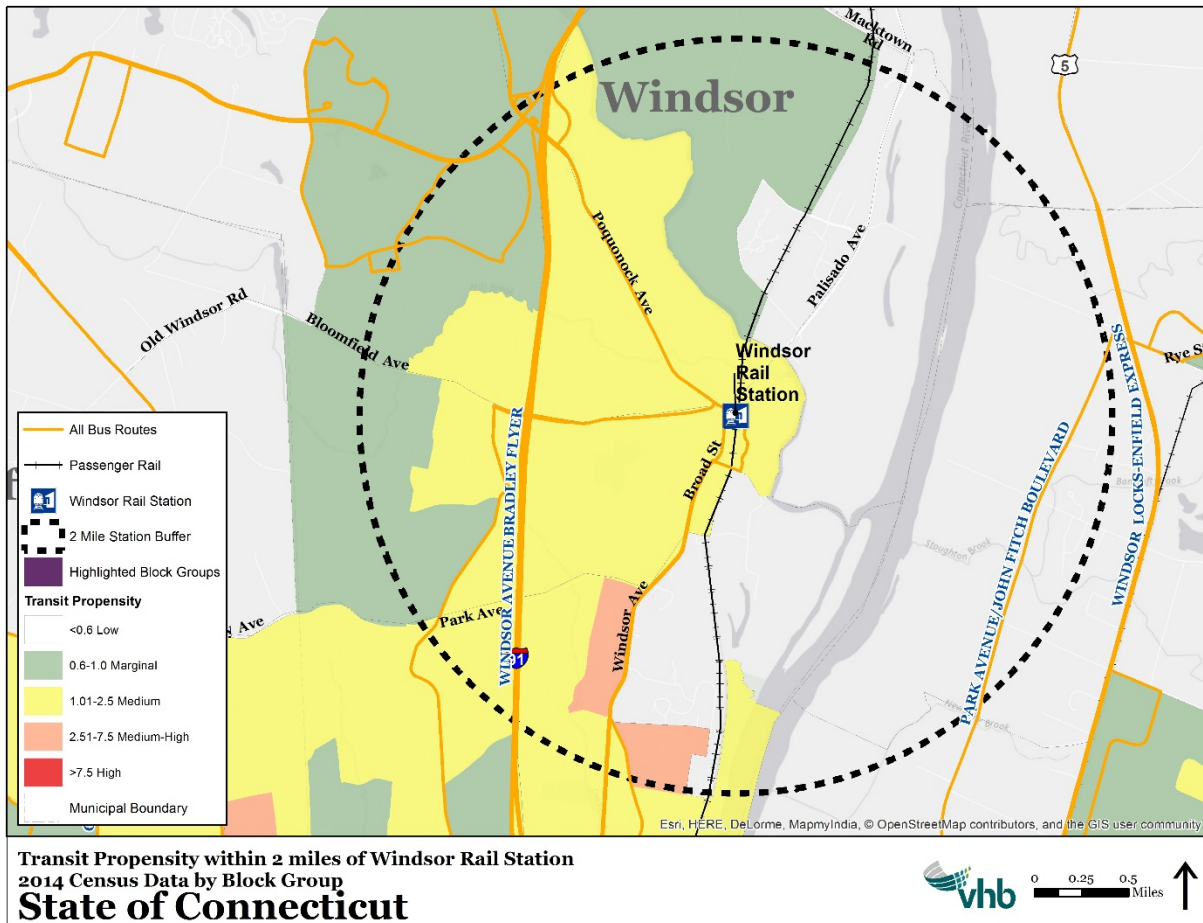 Macktown
Rd
5
Windsor
Connecticut River
Poquonock Ave
Palisado Ave
Old Windsor Rd
Bloomfield Ave
Windsor
Rail
Station
Rye St
WINDSOR AVENUE
BRADLEY FLYER
Broad St
PARK AVENUE/JOHN FITCH BOULEVARD
WINDSOR LOCKS-ENFIELD EXPRESS
Stoughton Brook
Park Ave
Windsor Ave
91
All Bus Routes
Passenger Rail
Windsor Rail Station
2 Mile Station Buffer
Highlighted Block Groups
Transit Propensity
<0.6 Low
0.6-1.0 Marginal
1.01-2.5 Medium
2.51-7.5 Medium-High
>7.5 High
Municipal Boundary
Esri, HERE, DeLorme, MapmyIndia, © OpenStreetMap contributors, and the GIS user community
Transit Propensity within 2 miles of Windsor Rail Station
2014 Census Data by Block Group
State of Connecticut
vhb
0 0.25 0.5
Miles